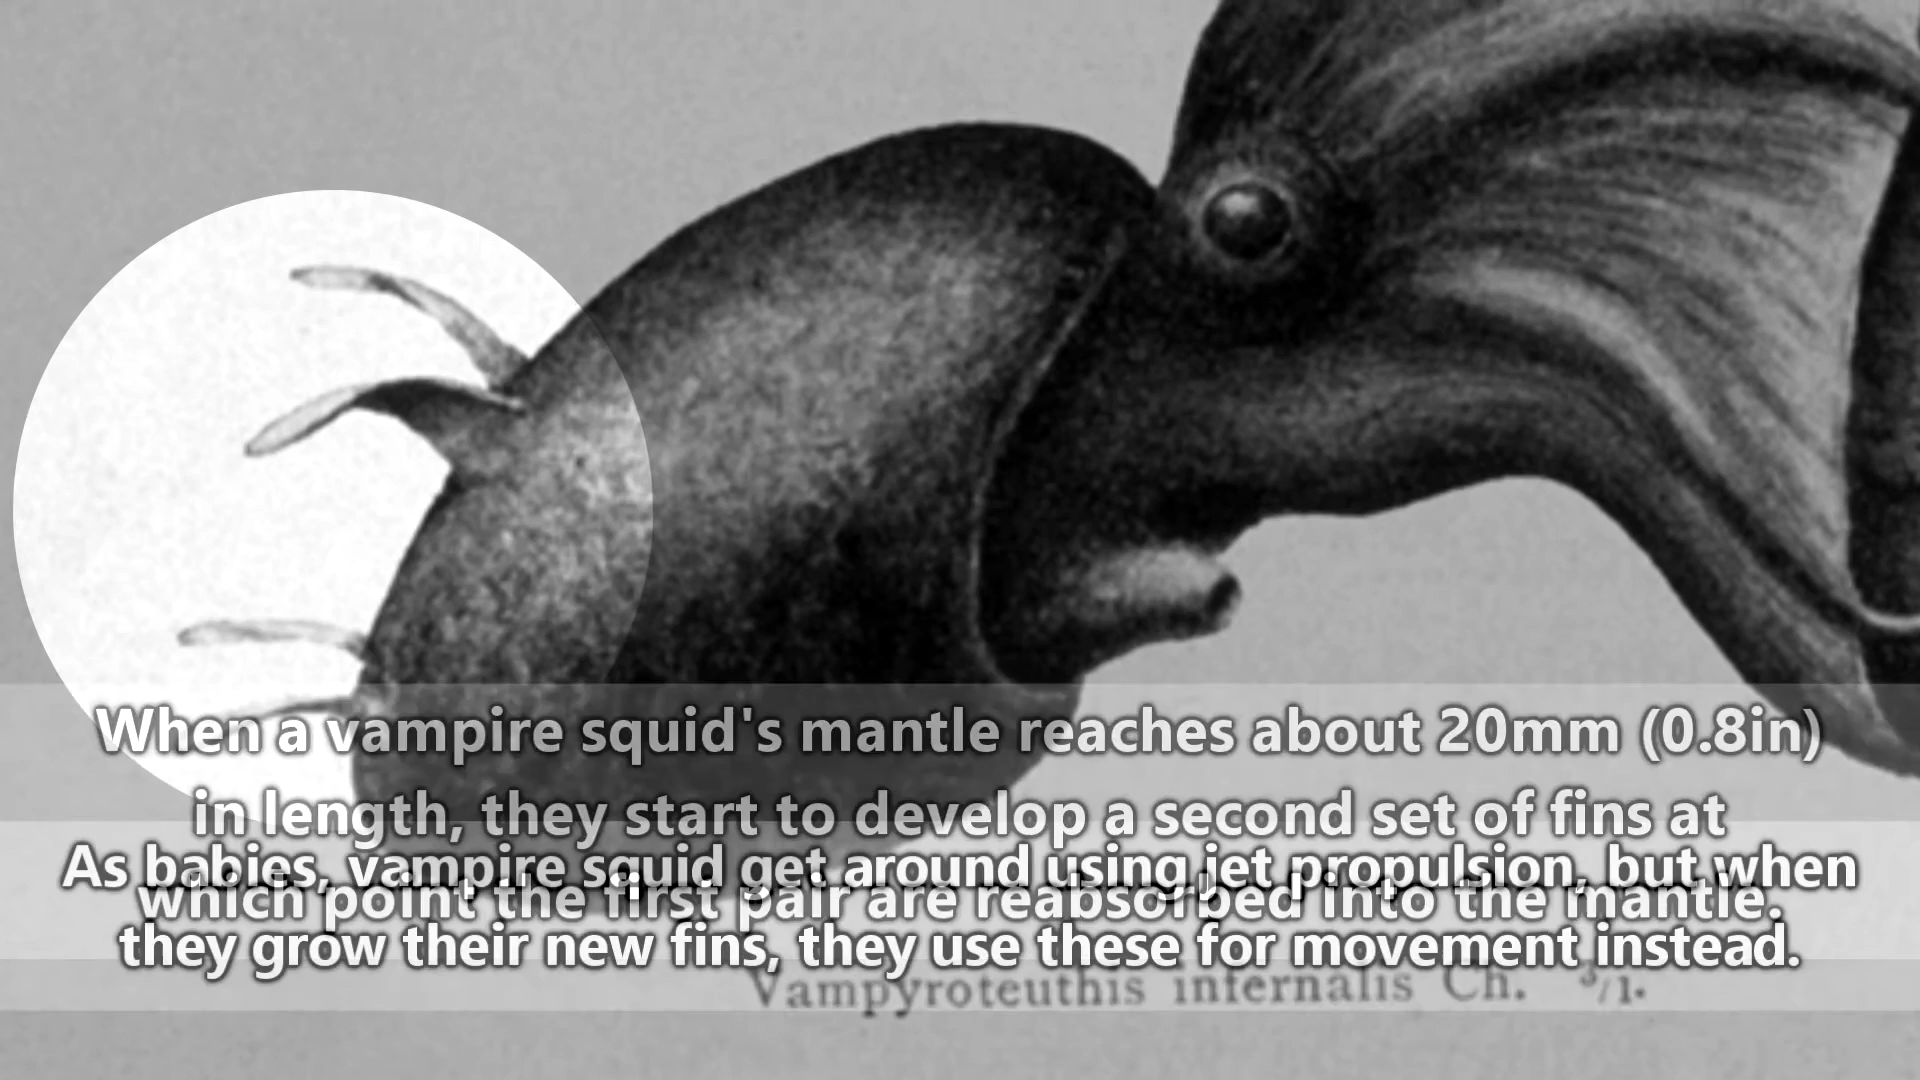 When a vampire squid's mantle reaches about 20mm (0.8in)
in length, they start to develop a second set of fins at
which point the first pair are reabsorbed into the mantle.
As babies, vampire squid get around using jet propulsion, but when
they grow their new fins, they use these for movement instead.
Vampyroteuthis infernalis Ch. 3/1.